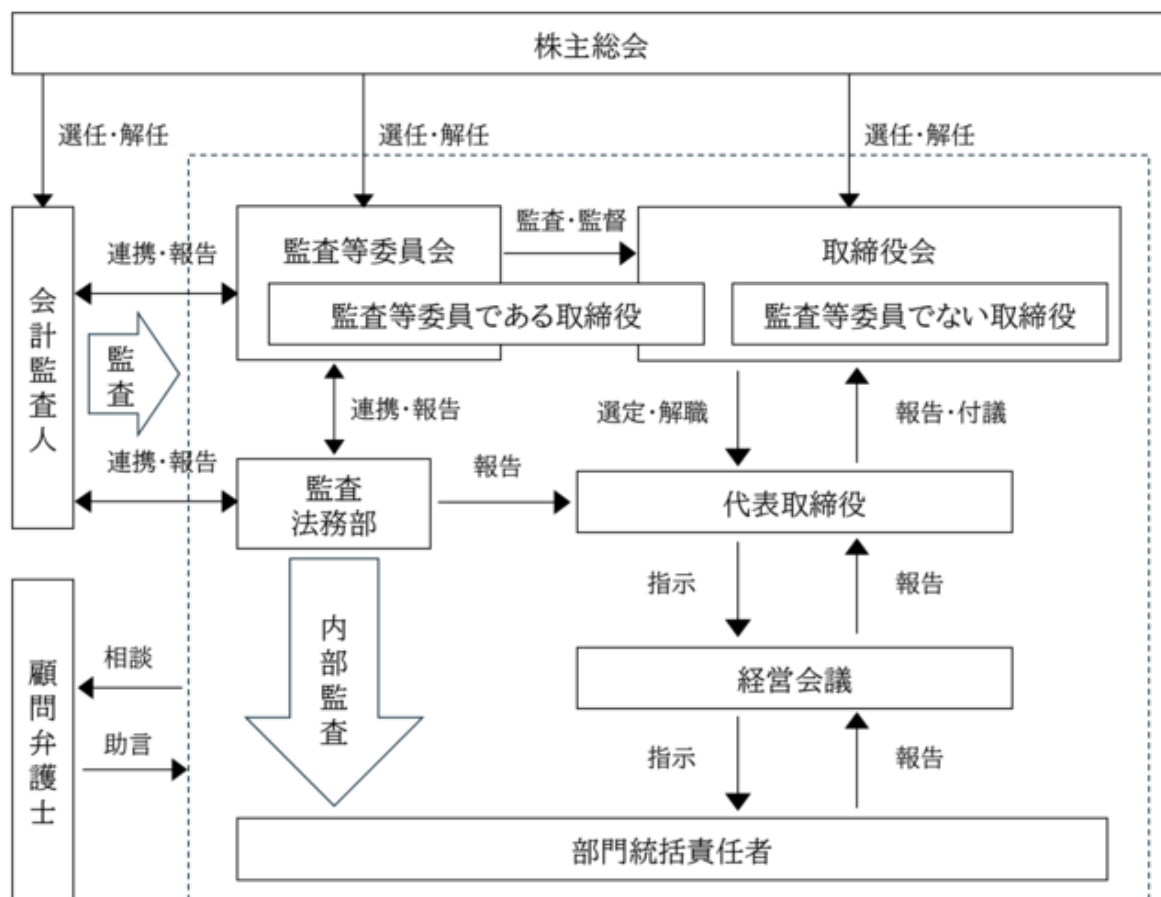 株主総会
選任・解任
選任・解任
選任・解任
監査・監督
監査等委員会
取締役会
連携・報告
監査等委員である取締役
監査等委員でない取締役
会計監査人
監査
連携・報告
選定・解職
報告・付議
連携・報告
監査
法務部
報告
代表取締役
指示
報告
内部監査
顧問弁護士
相談
経営会議
助言
指示
報告
部門統括責任者